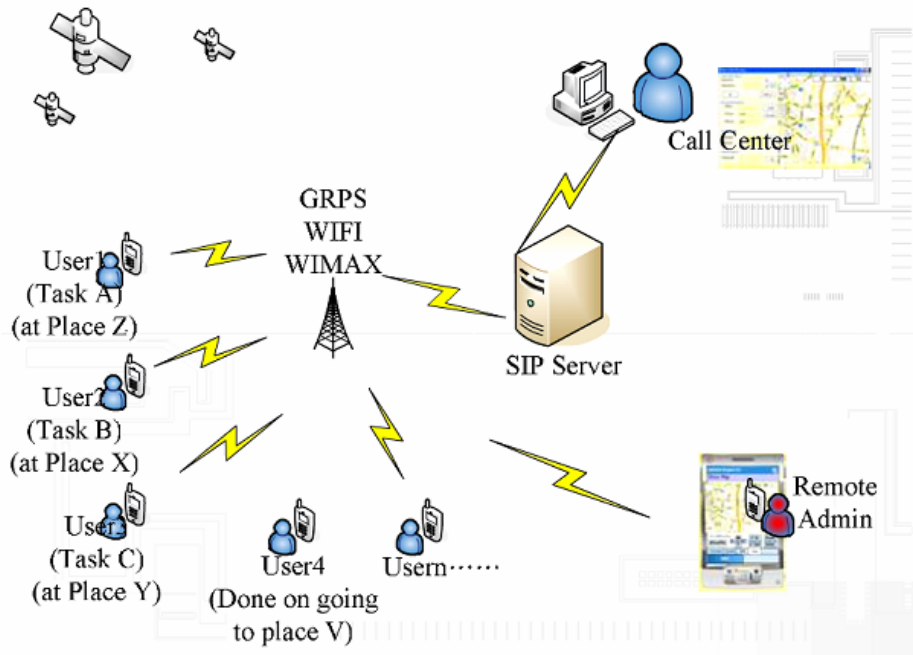 Call Center
GRPS
WIFI
WIMAX
User1
(Task A)
(at Place Z)
SIP Server
User2
(Task B)
(at Place X)
Remote
Admin
User
(Task C)
(at Place Y)
User4
(Done on going
to place V)
Usern……